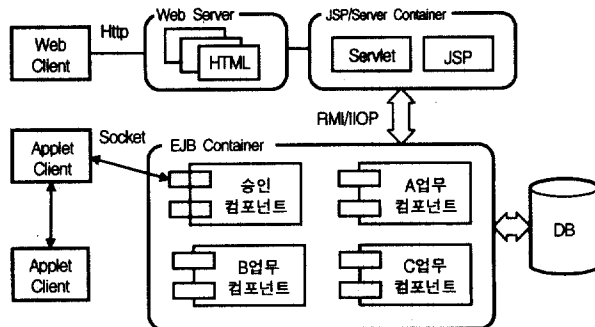 Web Server
JSP/Server Container
Http
Web
Client
HTML
Servlet
JSP
RMI/IIOP
Socket
EJB Container
Applet
Client
승인
컴포넌트
A업무
컴포넌트
DB
Applet
Client
B업무
컴포넌트
C업무
컴포넌트